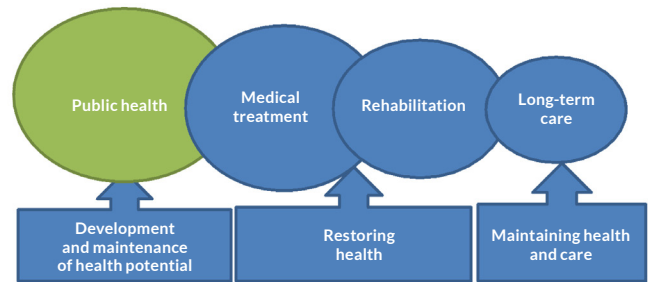 Public health
Medical
treatment
Rehabilitation
Long-term
care
Development
and maintenance
of health potential
Restoring
health
Maintaining health
and care